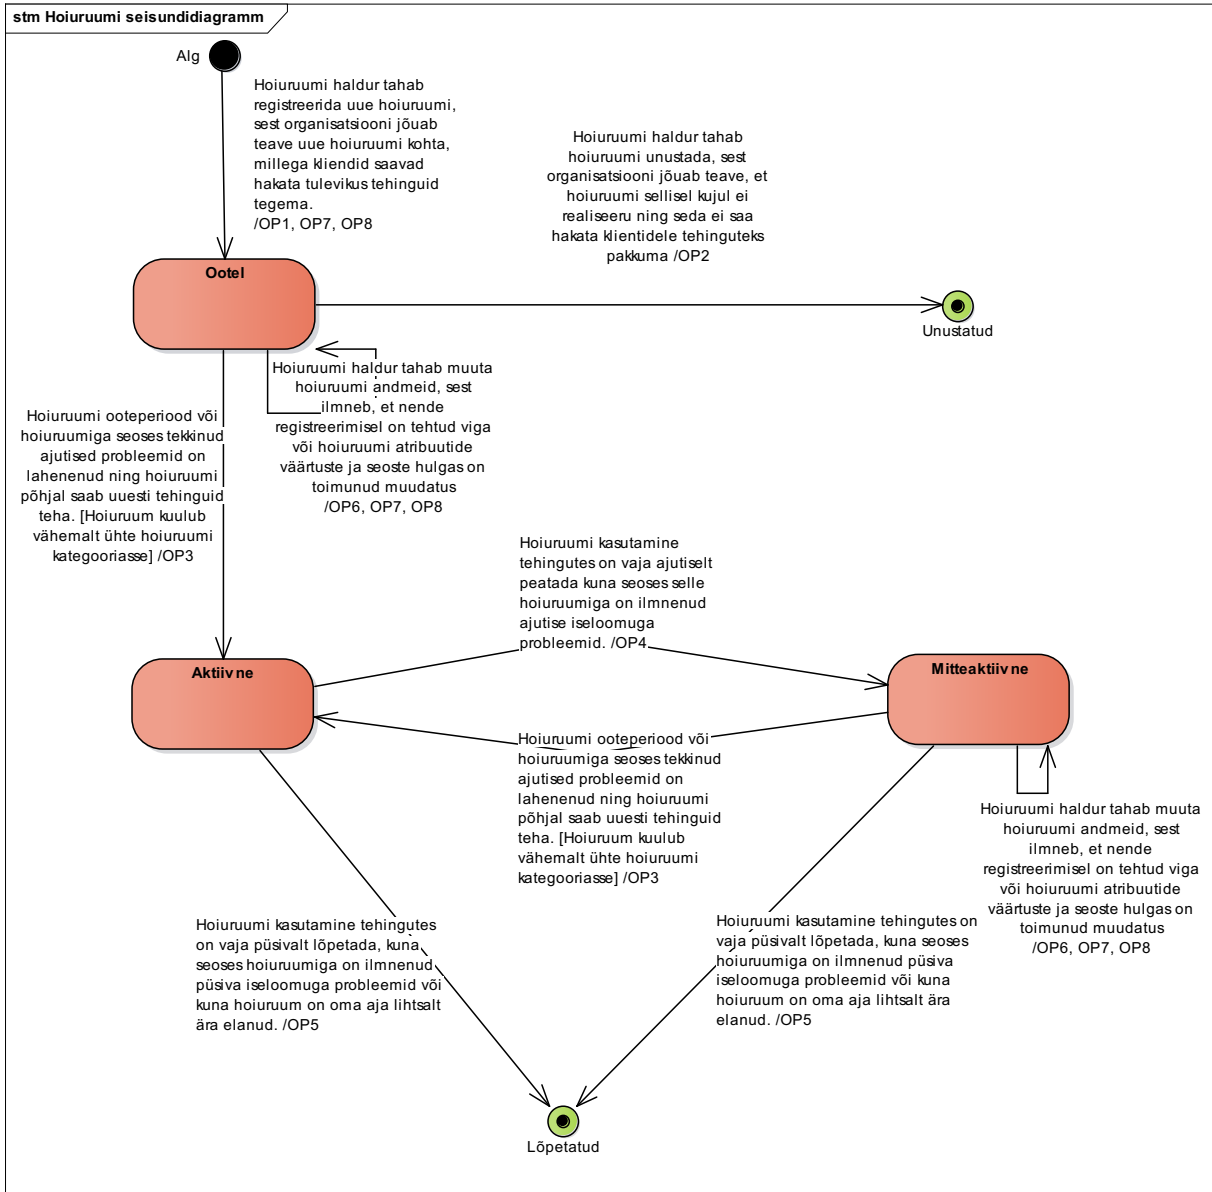 stm Hoiuruumi seisundidiagramm
Alg
Hoiuruumi haldur tahab
registreerida uue hoiuruumi,
sest organisatsiooni jõuab
teave uue hoiuruumi kohta,
millega kliendid saavad
hakata tulevikus tehinguid
tegema.
/OP1, OP7, OP8
Hoiuruumi haldur tahab
hoiuruumi unustada, sest
organisatsiooni jõuab teave, et
hoiuruumi sellisel kujul ei
realiseeru ning seda ei saa
hakata klientidele tehinguteks
pakkuma /OP2
Ootel
Unustatud
Hoiuruumi haldur tahab muuta
hoiuruumi andmeid, sest
ilmneb, et nende
registreerimisel on tehtud viga
või hoiuruumi atribuutide
väärtuste ja seoste hulgas on
toimunud muudatus
/OP6, OP7, OP8
Hoiuruumi ooteperiood või
hoiuruumiga seoses tekkinud
ajutised probleemid on
lahenenud ning hoiuruumi
põhjal saab uuesti tehinguid
teha. [Hoiuruum kuulub
vähemalt ühte hoiuruumi
kategooriasse] /OP3
Hoiuruumi kasutamine
tehingutes on vaja ajutiselt
peatada kuna seoses selle
hoiuruumiga on ilmnenud
ajutise iseloomuga
probleemid. /OP4
Aktiivne
Mitteaktiivne
Hoiuruumi ooteperiood või
hoiuruumiga seoses tekkinud
ajutised probleemid on
lahenenud ning hoiuruumi
põhjal saab uuesti tehinguid
teha. [Hoiuruum kuulub
vähemalt ühte hoiuruumi
kategooriasse] /OP3
Hoiuruumi haldur tahab muuta
hoiuruumi andmeid, sest
ilmneb, et nende
registreerimisel on tehtud viga
või hoiuruumi atribuutide
väärtuste ja seoste hulgas on
toimunud muudatus
/OP6, OP7, OP8
Hoiuruumi kasutamine tehingutes
on vaja püsivalt lõpetada, kuna
seoses hoiuruumiga on ilmnenud
püsiva iseloomuga probleemid või
kuna hoiuruum on oma aja lihtsalt
ära elanud. /OP5
Hoiuruumi kasutamine tehingutes on
vaja püsivalt lõpetada, kuna seoses
hoiuruumiga on ilmnenud püsiva
iseloomuga probleemid või kuna
hoiuruum on oma aja lihtsalt ära
elanud. /OP5
Lõpetatud